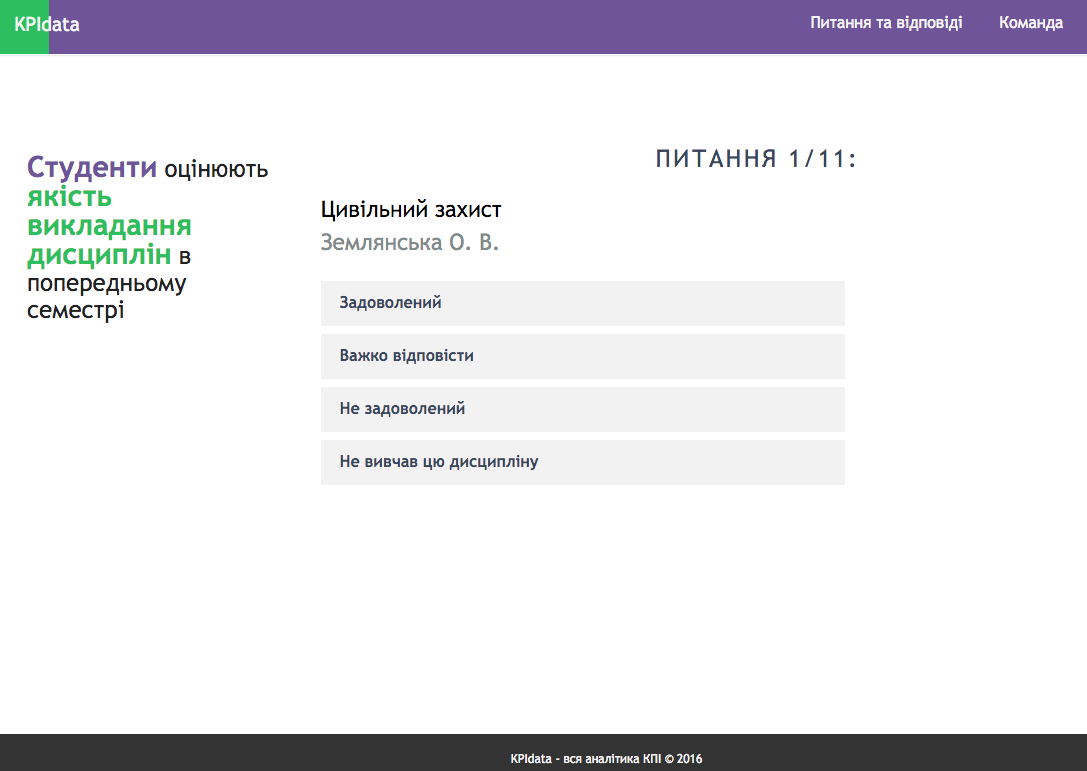 KPIdata
Питання та відповіді
Команда
Студенти оцінюють
якість
викладання
дисциплін в
попередньому
семестрі
ПИТАННЯ 1/11:
Цивільний захист
Землянська О. В.
Задоволений
Важко відповісти
Не задоволений
Не вивчав цю дисципліну
KPIdata - вся аналітика КПІ © 2016